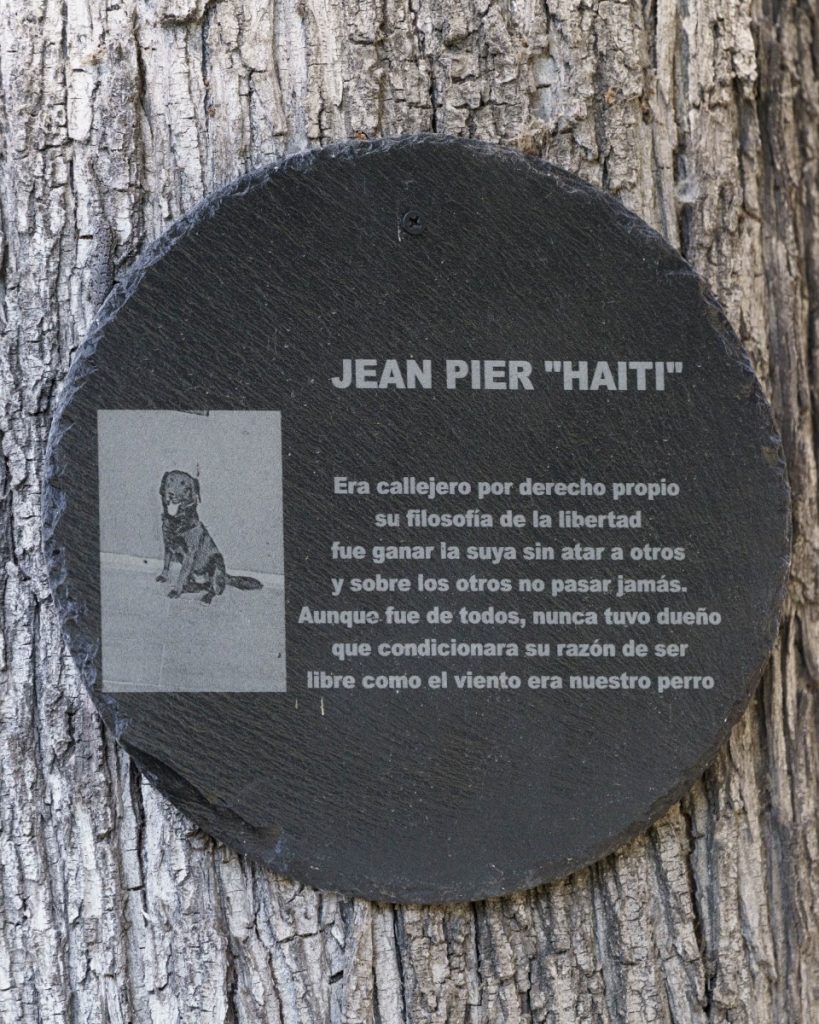 JEAN PIER "HAITI"
Era callejero por derecho propio
su filosofía de la libertad
fue ganar la suya sin atar a otros
y sobre los otros no pasar jamás.
Aunque fue de todos, nunca tuvo dueño
que condicionara su razón de ser
libre como el viento era nuestro perro